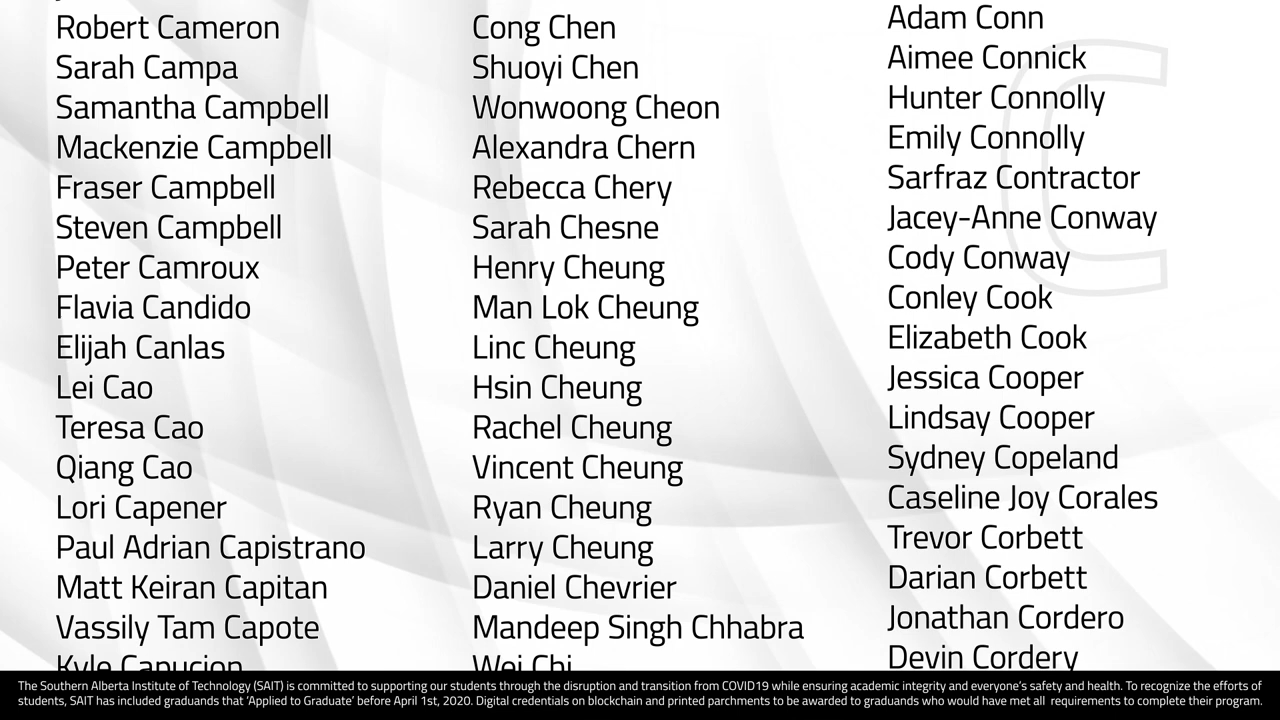 Robert Cameron
Sarah Campa
Samantha Campbell
Mackenzie Campbell
Fraser Campbell
Steven Campbell
Peter Camroux
Flavia Candido
Elijah Canlas
Lei Cao
Teresa Cao
Qiang Cao
Lori Capener
Paul Adrian Capistrano
Matt Keiran Capitan
Vassily Tam Capote
Kyle Capucion
Cong Chen
Shuoyi Chen
Wonwoong Cheon
Alexandra Chern
Rebecca Chery
Sarah Chesne
Henry Cheung
Man Lok Cheung
Linc Cheung
Hsin Cheung
Rachel Cheung
Vincent Cheung
Ryan Cheung
Larry Cheung
Daniel Chevrier
Mandeep Singh Chhabra
Wei Chi
C
Adam Conn
Aimee Connick
Hunter Connolly
Emily Connolly
Sarfraz Contractor
Jacey-Anne Conway
Cody Conway
Conley Cook
Elizabeth Cook
Jessica Cooper
Lindsay Cooper
Sydney Copeland
Caseline Joy Corales
Trevor Corbett
Darian Corbett
Jonathan Cordero
Devin Cordery
The Southern Alberta Institute of Technology (SAIT) is committed to supporting our students through the disruption and transition from COVID19 while ensuring academic integrity and everyone's safety and health. To recognize the efforts of
students, SAIT has included graduands that 'Applied to Graduate' before April 1st, 2020. Digital credentials on blockchain and printed parchments to be awarded to graduands who would have met all requirements to complete their program.